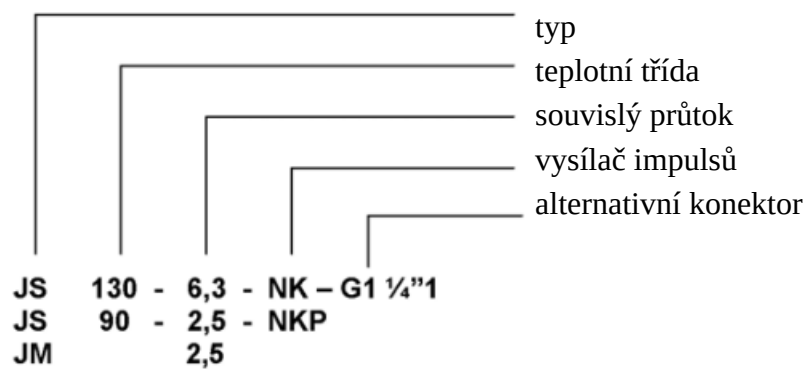 typ
teplotní třída
souvislý průtok
vysílač impulsů
alternativní konektor
JS 130 - 6,3 - NK – G1 ¼”1
JS 90 - 2,5 - NKP
JM 2,5